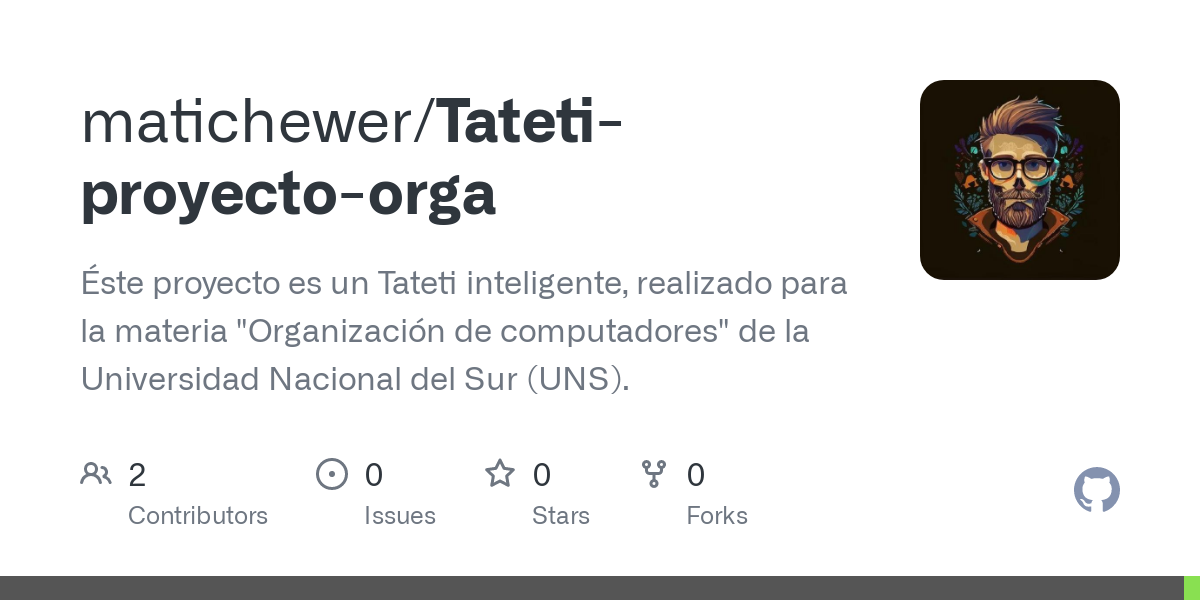 matichewer/Tateti-
proyecto-orga
Éste proyecto es un Tateti inteligente, realizado para
la materia "Organización de computadores" de la
Universidad Nacional del Sur (UNS).
2 0 0 0
Contributors Issues Stars Forks